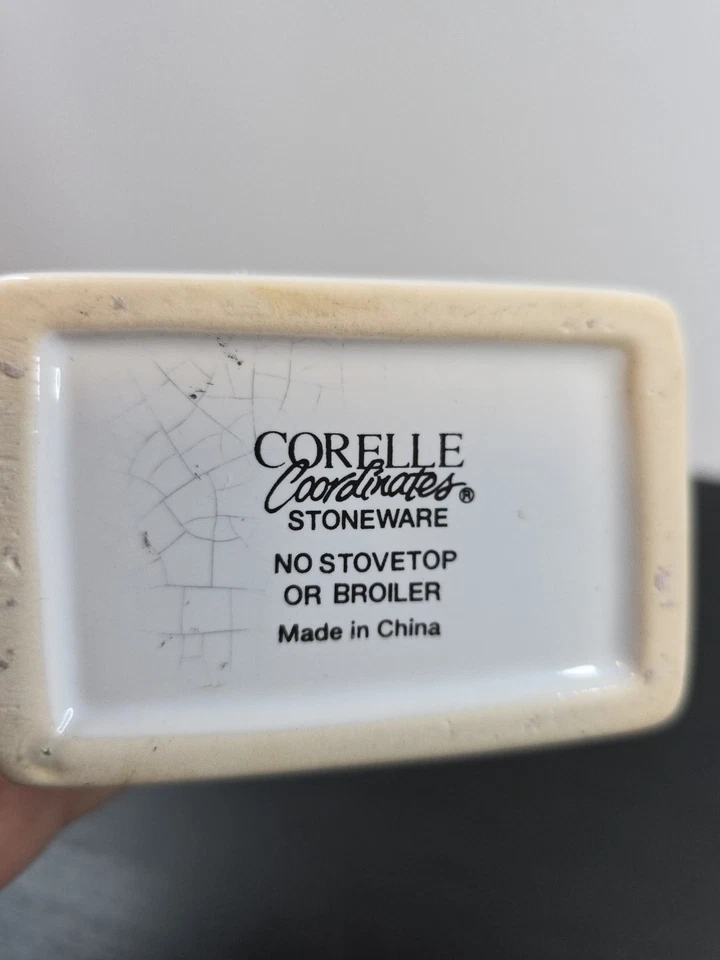 CORELLE
Coordinates®
STONEWARE
NO STOVETOP
OR BROILER
Made in China